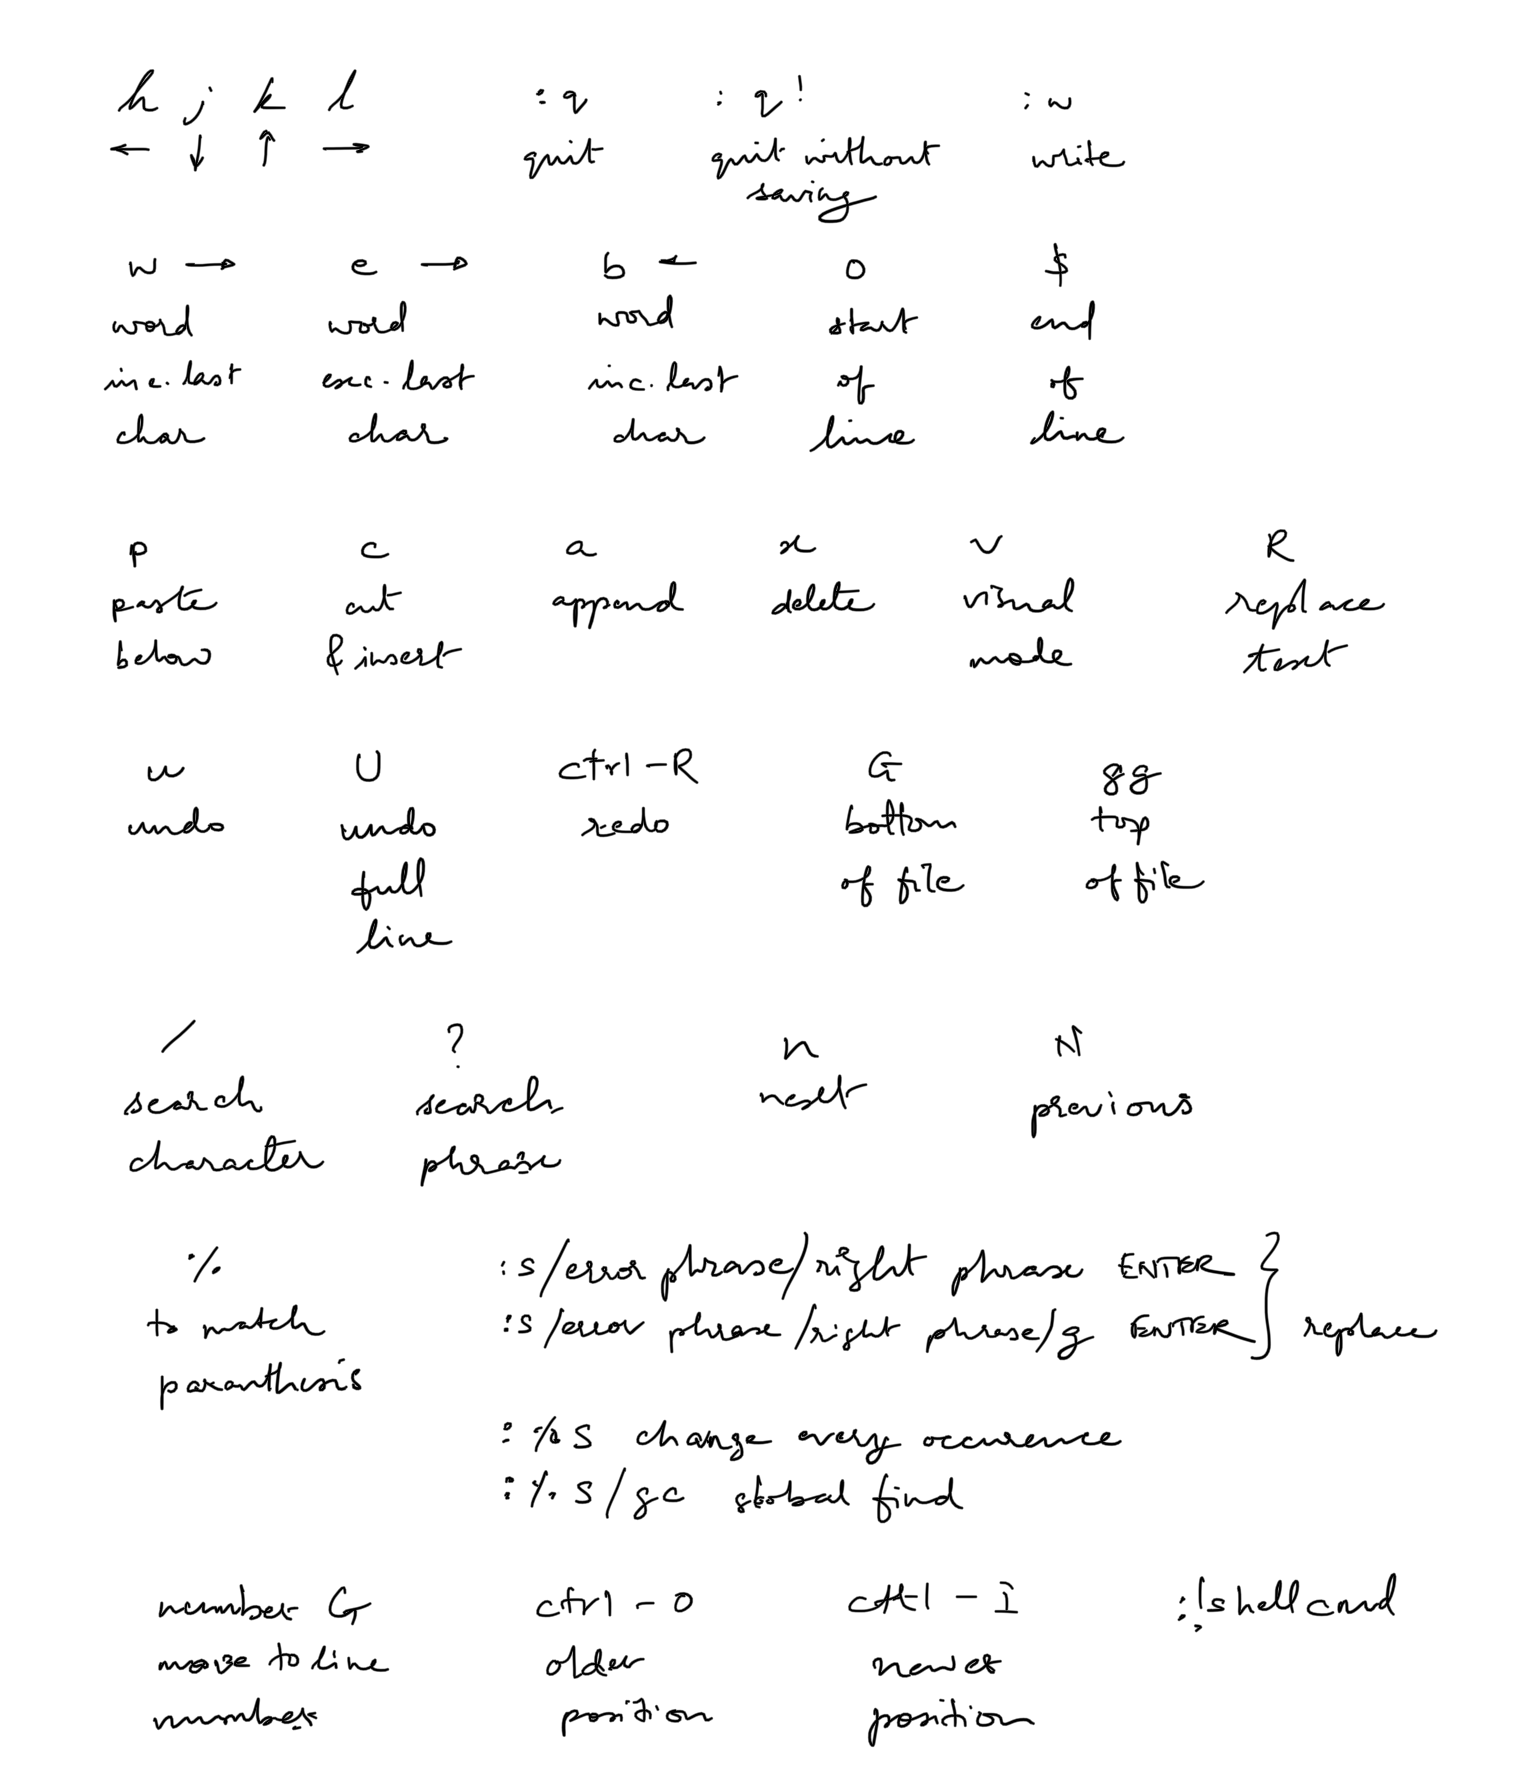 h j k l :q :q! :w
← ↓ ↑ → quit quit without write
saving
w → e → b ← 0 $
word word word start end
inc. last exc. last inc. last of of
char char char line line
p c a x v R
paste cut append delete visual replace
below & insert mode text
u U ctrl-R G gg
undo undo redo bottom top
full of file of file
line
/ ? n N
search search next previous
character phrase
% :s/error phrase/right phrase ENTER
to match :s/error phrase/right phrase/g ENTER } replace
paranthesis
:%s change every occurence
:%s/gc global find
number G ctrl-O ctrl-I :!shell cmd
move to line older newer
number position position